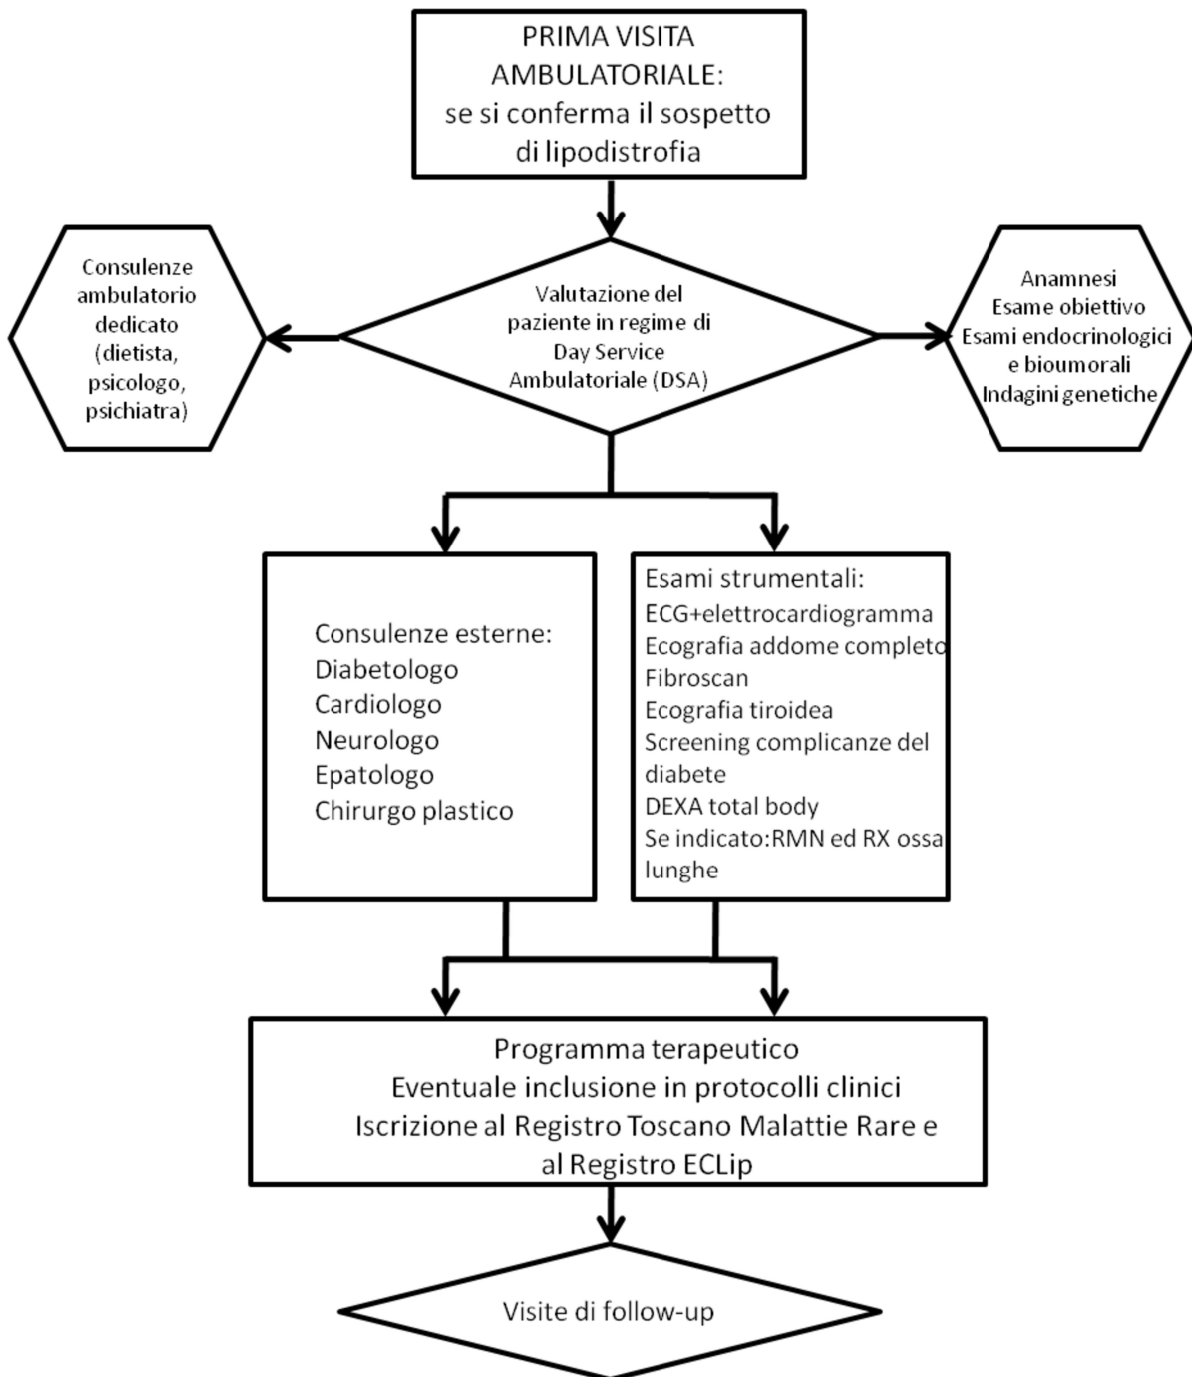 PRIMA VISITA
AMBULATORIALE:
se si conferma il sospetto
di lipodistrofia
Consulenze
ambulatorio
dedicato
(dietista,
psicologo,
psichiatra)
Valutazione del
paziente in regime di
Day Service
Ambulatoriale (DSA)
Anamnesi
Esame obiettivo
Esami endocrinologici
e bioumorali
Indagini genetiche
Consulenze esterne:
Diabetologo
Cardiologo
Neurologo
Epatologo
Chirurgo plastico
Esami strumentali:
ECG+elettrocardiogramma
Ecografia addome completo
Fibroscan
Ecografia tiroidea
Screening complicanze del
diabete
DEXA total body
Se indicato:RMN ed RX ossa
lunghe
Programma terapeutico
Eventuale inclusione in protocolli clinici
Iscrizione al Registro Toscano Malattie Rare e
al Registro ECLip
Visite di follow-up